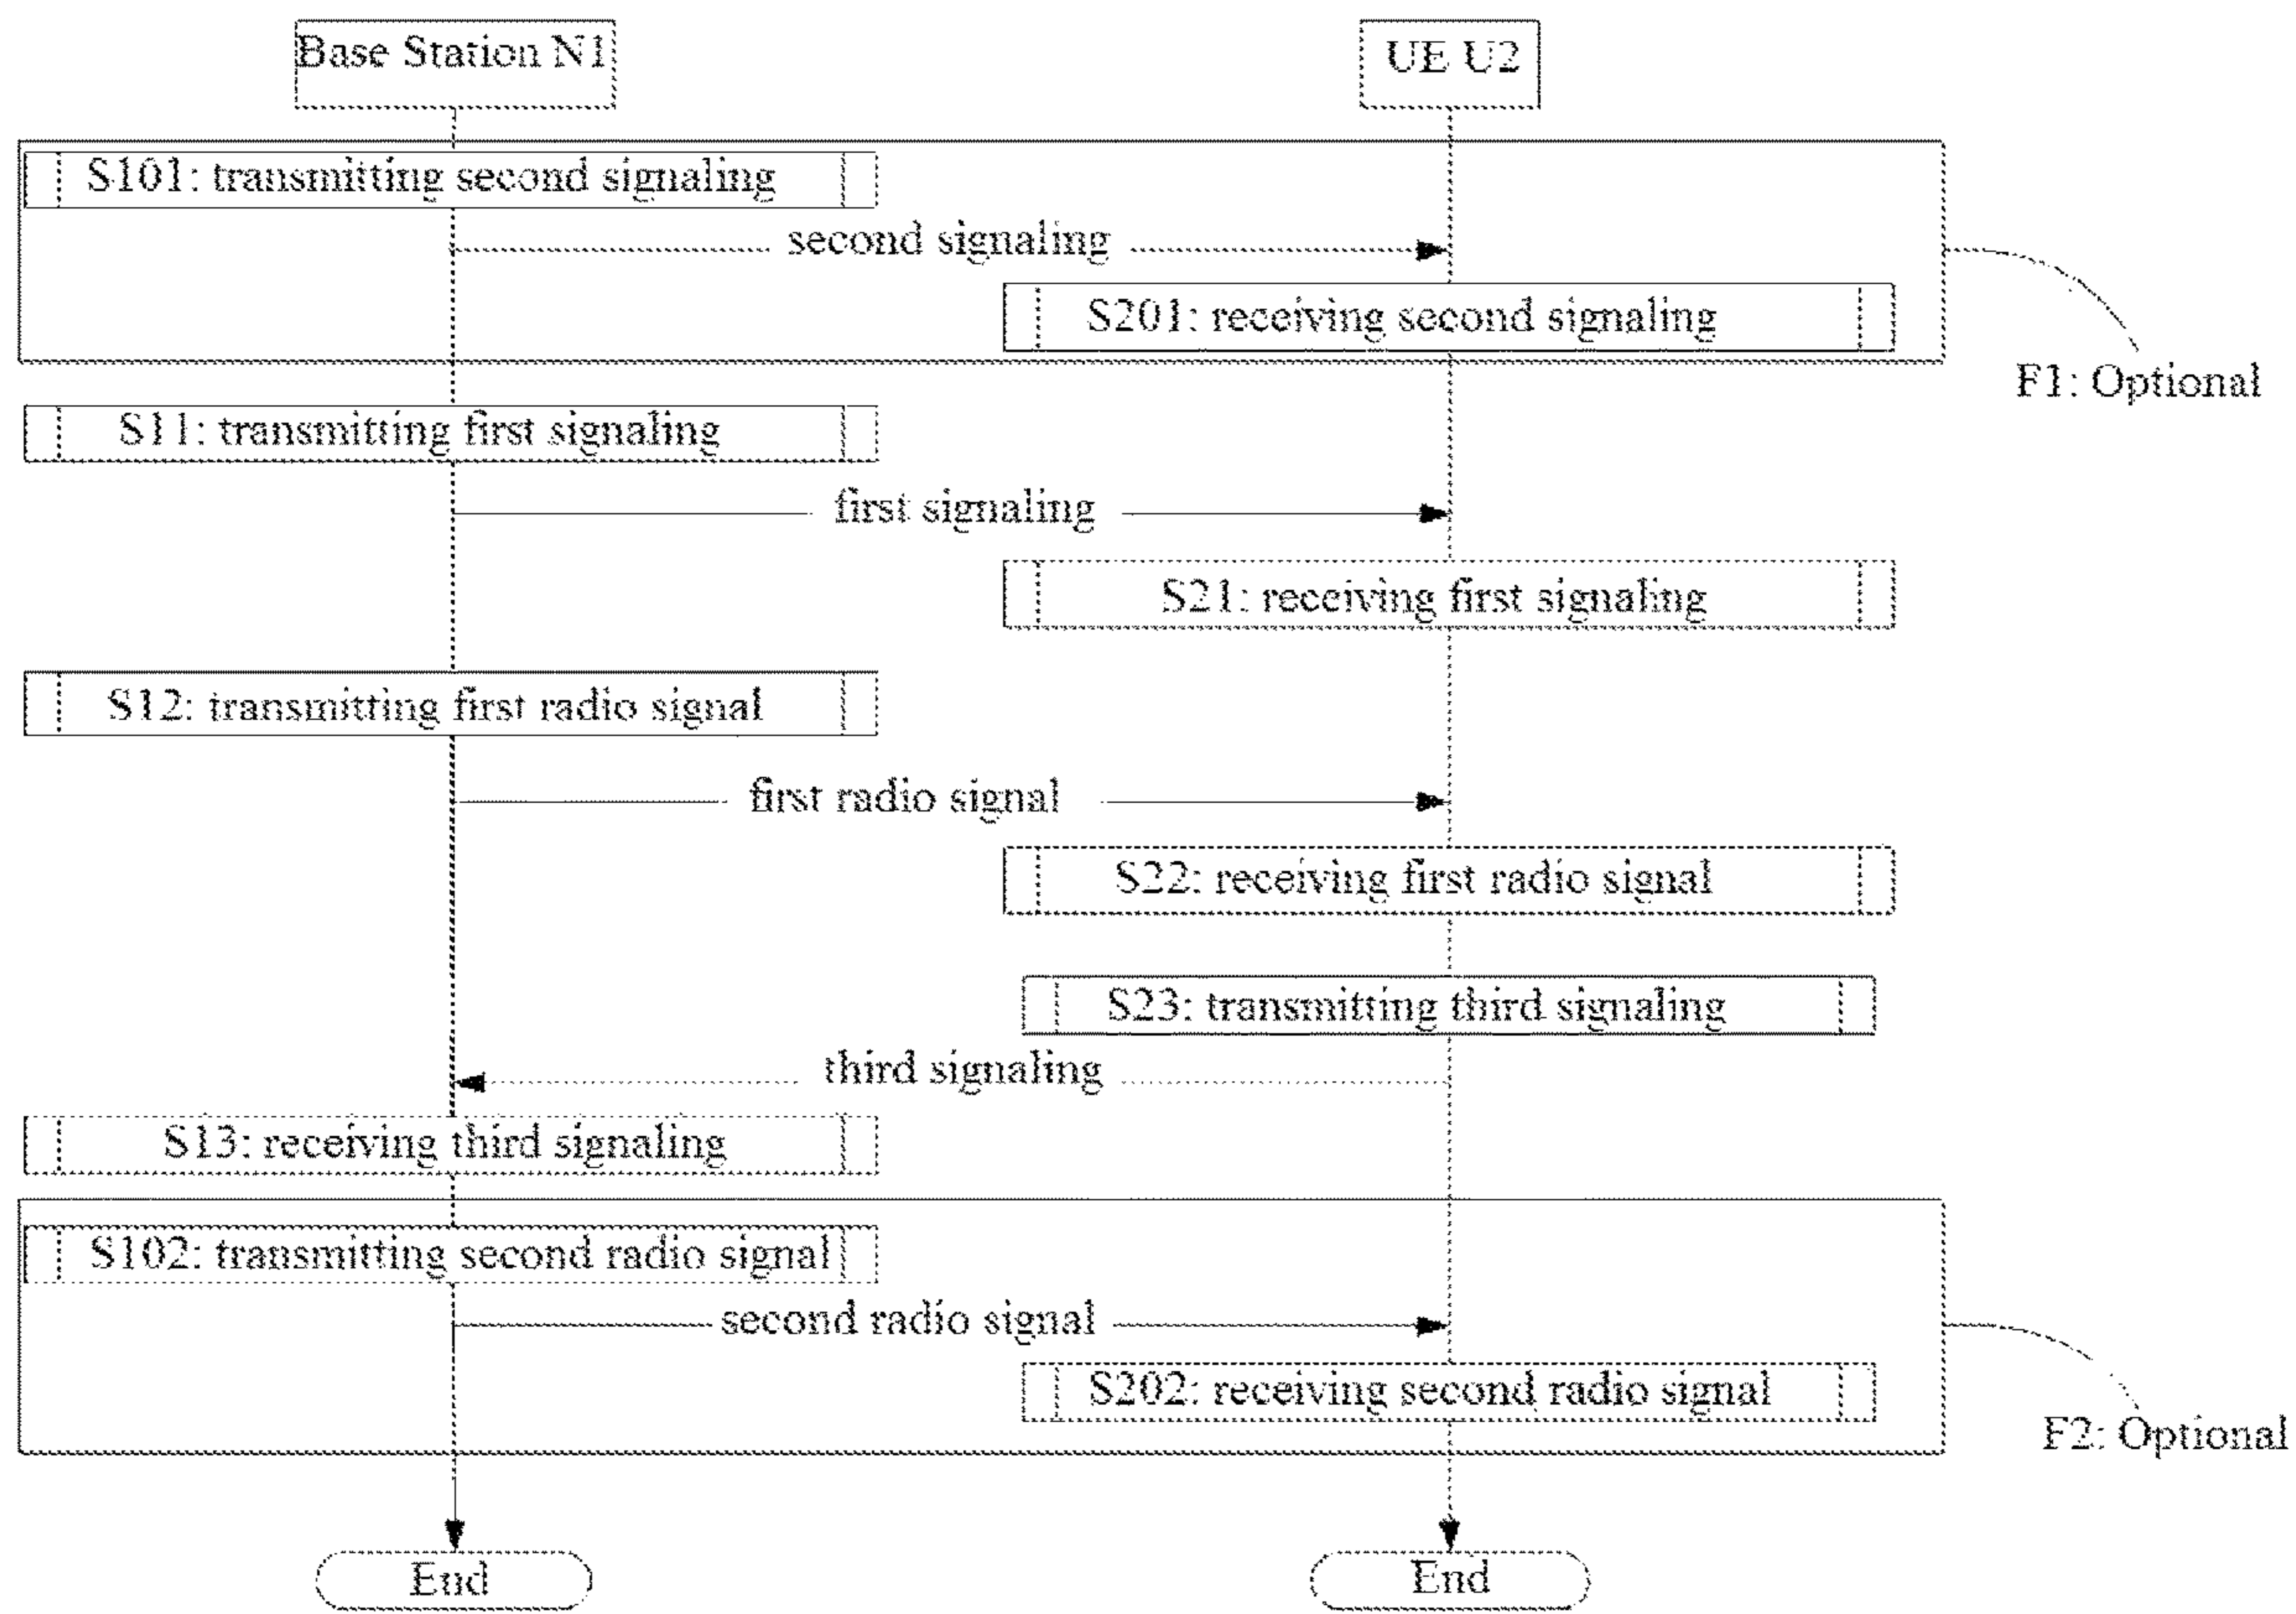 Base Station N1
UE U2
S101: transmitting second signaling
second signaling
S201: receiving second signaling
F1: Optional
S11: transmitting first signaling
first signaling
S21: receiving first signaling
S12: transmitting first radio signal
first radio signal
S22: receiving first radio signal
S23: transmitting third signaling
third signaling
S13: receiving third signaling
S102: transmitting second radio signal
second radio signal
S202: receiving second radio signal
F2: Optional
End
End